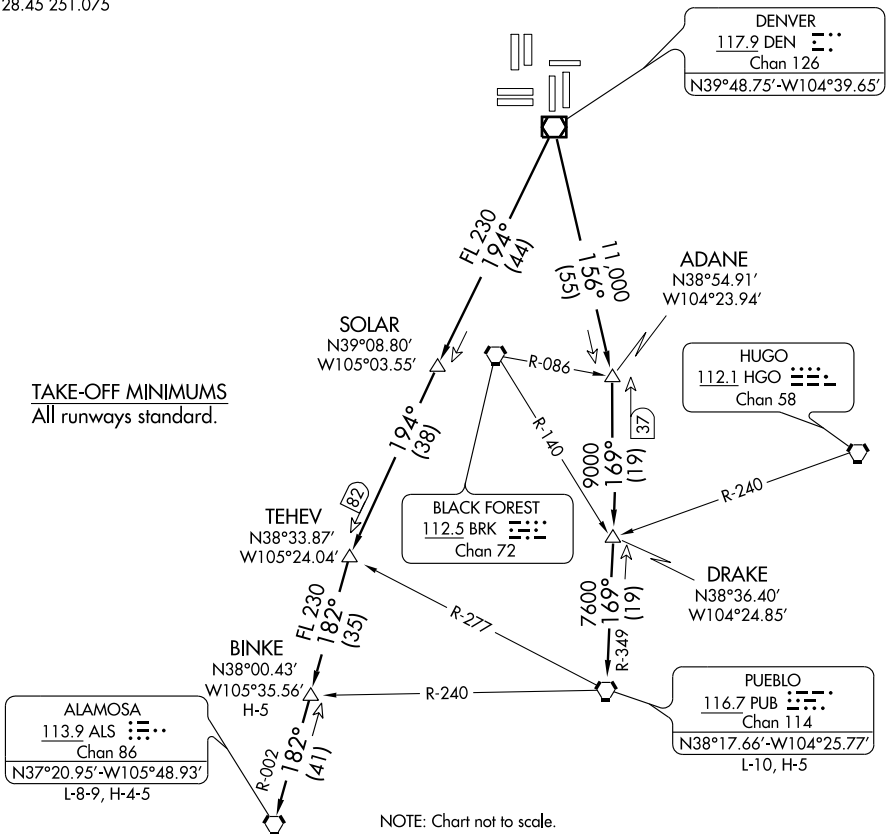 28.45 251.075
DENVER
117.9 DEN
Chan 126
N39°48.75'-W104°39.65'
FL 230
194°
(44)
11,000
156°
(55)
ADANE
N38°54.91'
W104°23.94'
SOLAR
N39°08.80'
W105°03.55'
R-086
HUGO
112.1 HGO
Chan 58
TAKE-OFF MINIMUMS
All runways standard.
194°
(38)
R-140
37
9000
169°
(19)
R-240
82
BLACK FOREST
112.5 BRK
Chan 72
TEHEV
N38°33.87'
W105°24.04'
DRAKE
N38°36.40'
W104°24.85'
FL 230
182°
(35)
R-277
7600
169°
(19)
R-349
BINKE
N38°00.43'
W105°35.56'
H-5
R-240
PUEBLO
116.7 PUB
Chan 114
N38°17.66'-W104°25.77'
L-10, H-5
ALAMOSA
113.9 ALS
Chan 86
N37°20.95'-W105°48.93'
L-8-9, H-4-5
R-002
182°
(41)
NOTE: Chart not to scale.